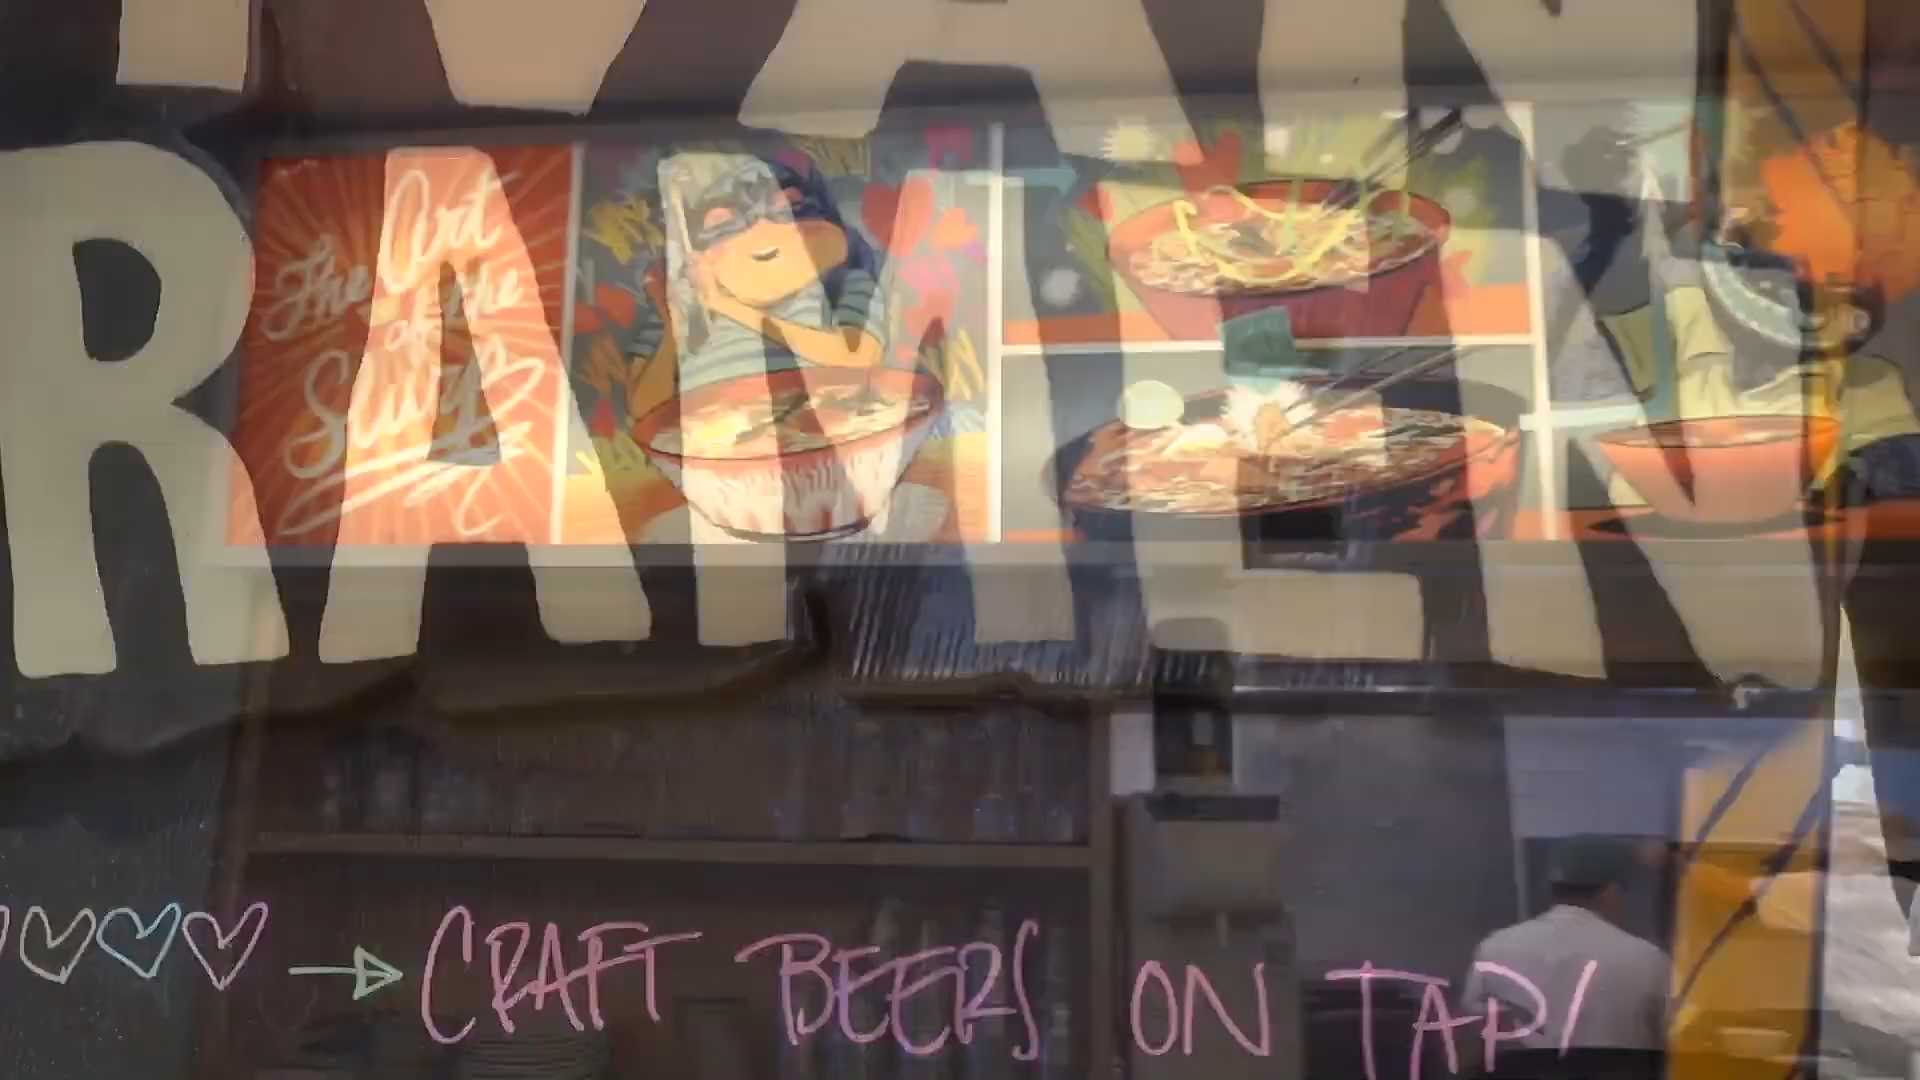 RAMEN
The Art
of the
Slurp
CRAFT BEERS ON TAP!